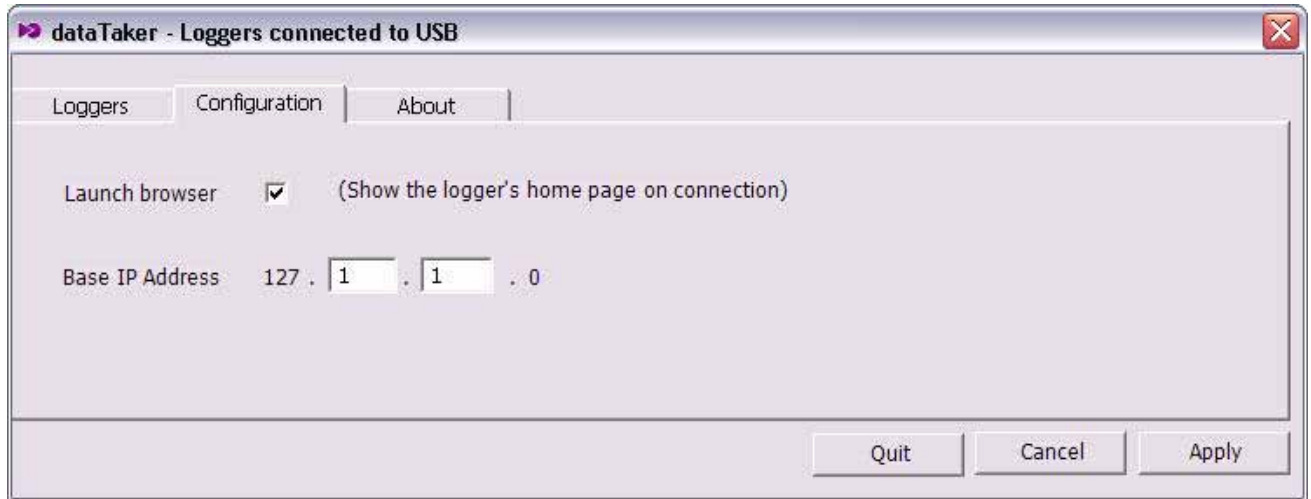 dataTaker - Loggers connected to USB
Loggers Configuration About
Launch browser (Show the logger's home page on connection)
Base IP Address 127 . 1 . 1 . 0
Quit Cancel Apply